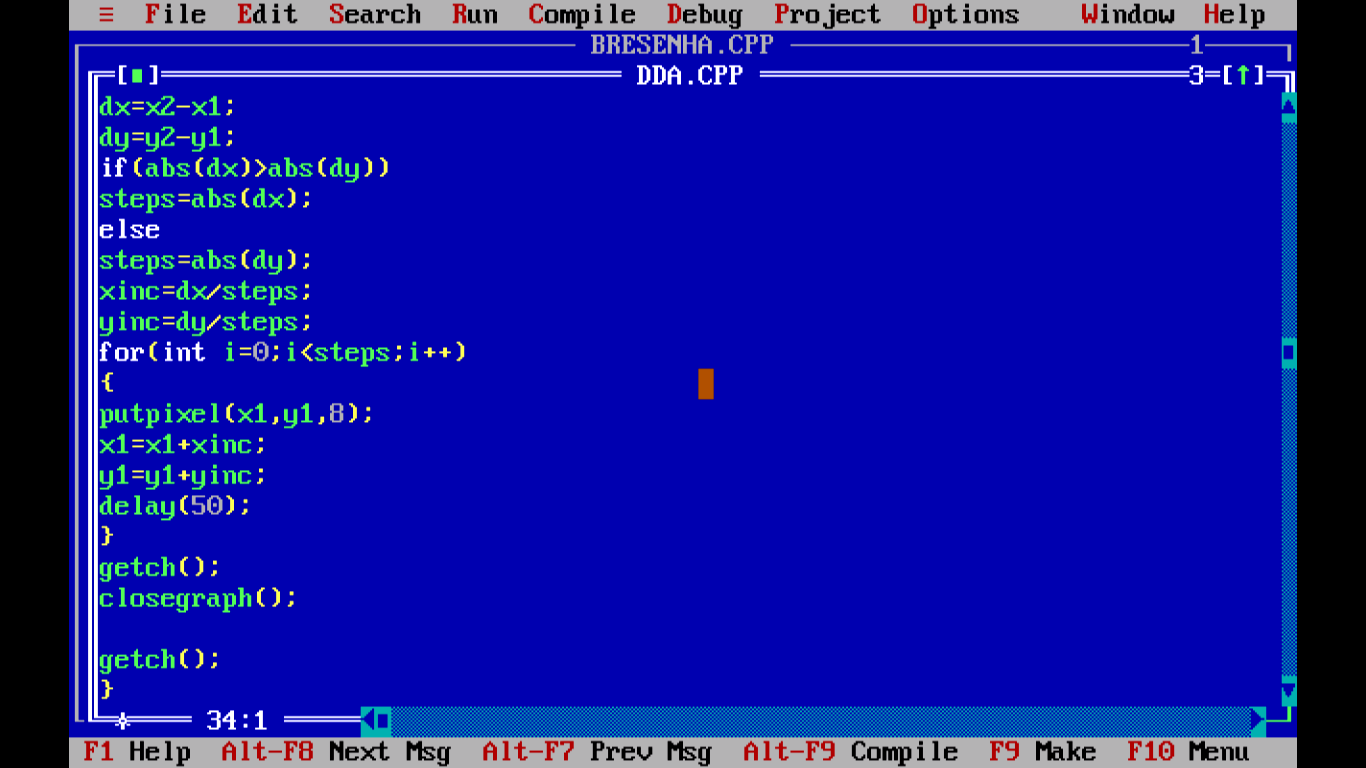 ≡ File Edit Search Run Compile Debug Project Options Window Help
BRESENHA.CPP 1
[■] DDA.CPP 3=[↑]
dx=x2-x1;
dy=y2-y1;
if(abs(dx)>abs(dy))
steps=abs(dx);
else
steps=abs(dy);
xinc=dx/steps;
yinc=dy/steps;
for(int i=0;i<steps;i++)
{
putpixel(x1,y1,8);
x1=x1+xinc;
y1=y1+yinc;
delay(50);
}
getch();
closegraph();
getch();
}
34:1
F1 Help Alt-F8 Next Msg Alt-F7 Prev Msg Alt-F9 Compile F9 Make F10 Menu